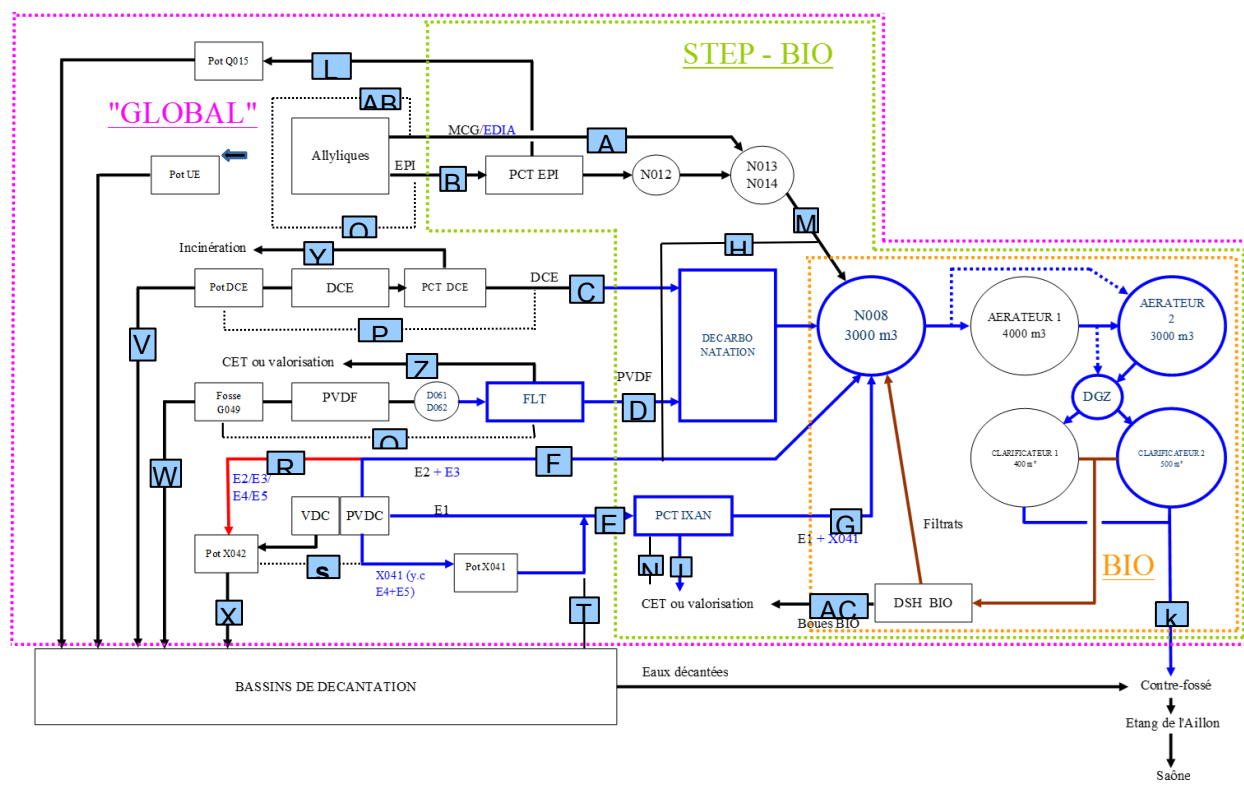 STEP - BIO
Pot Q015
L
"GLOBAL"
AB
MCG/EDIA
A
Allyliques
N013
N014
Pot UE
EPI
B
PCT EPI
N012
M
H
Incinération
Y
DCE
Pot DCE
DCE
PCT DCE
C
N008
3000 m3
AERATEUR 1
4000 m3
AERATEUR
2
3000 m3
P
V
DECARBO
NATATION
CET ou valorisation
Z
PVDF
Fosse
G049
PVDF
D061
D062
FLT
D
DGZ
W
R
F
E2 + E3
CLARIFICATEUR 1
400 m³
CLARIFICATEUR 2
500 m³
E2/E3/
E4/E5
VDC
PVDC
E1
PCT IXAN
G
E1 + X041
Filtrats
Pot X042
s
X041 (y.c
E4+E5)
Pot X041
N
BIO
X
T
CET ou valorisation
AC
DSH BIO
Boues BIO
k
BASSINS DE DECANTATION
Eaux décantées
Contre-fossé
Etang de l'Aillon
Saône